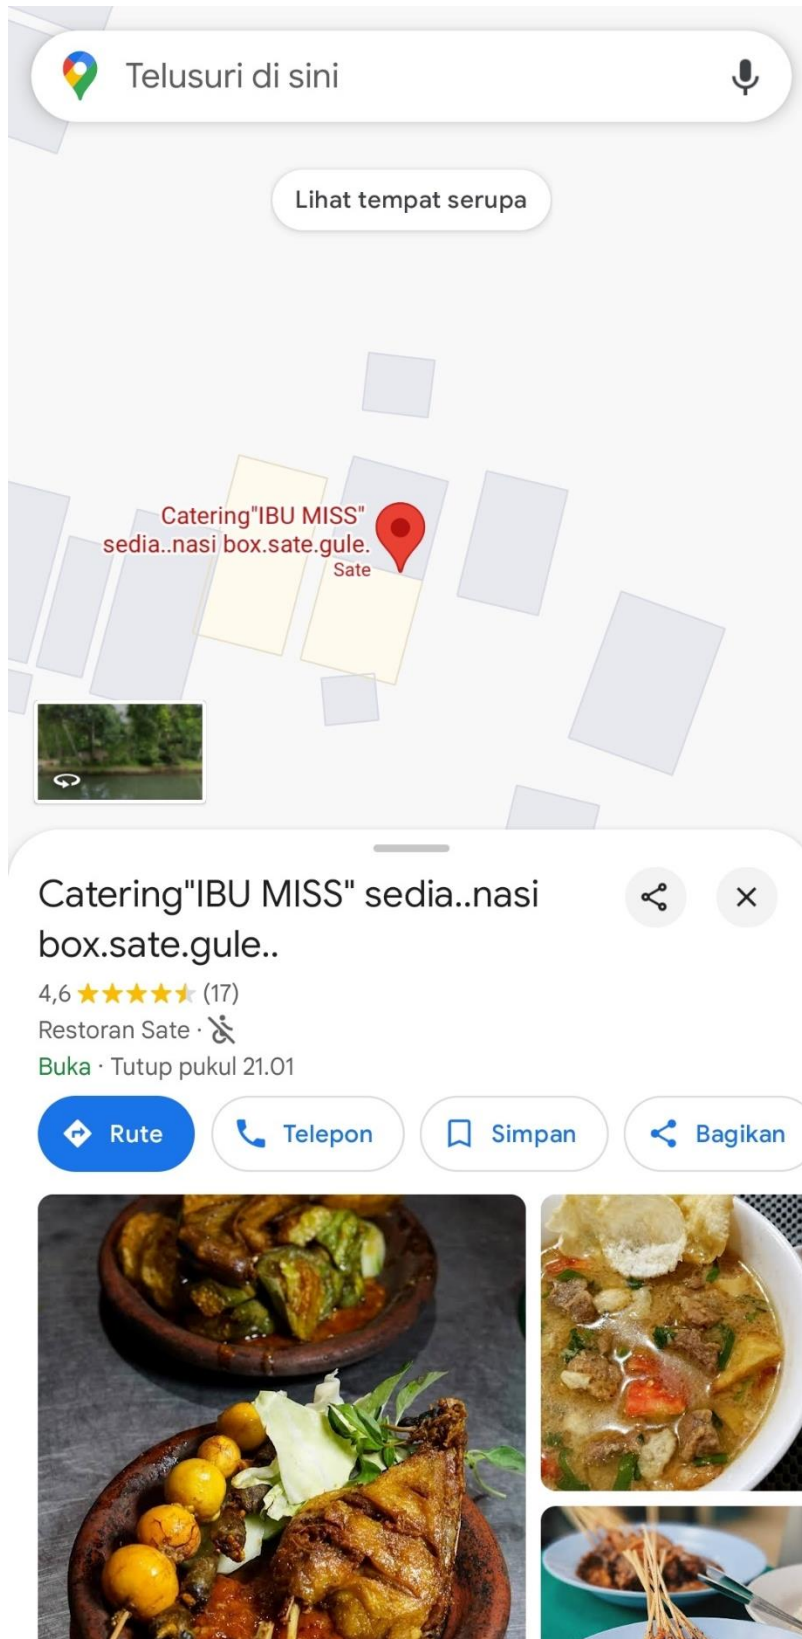 Telusuri di sini
Lihat tempat serupa
Catering"IBU MISS"
sedia..nasi box.sate.gule.
Sate
Catering"IBU MISS" sedia..nasi
box.sate.gule..
4,6 (17)
Restoran Sate ·
Buka · Tutup pukul 21.01
Rute
Telepon
Simpan
Bagikan